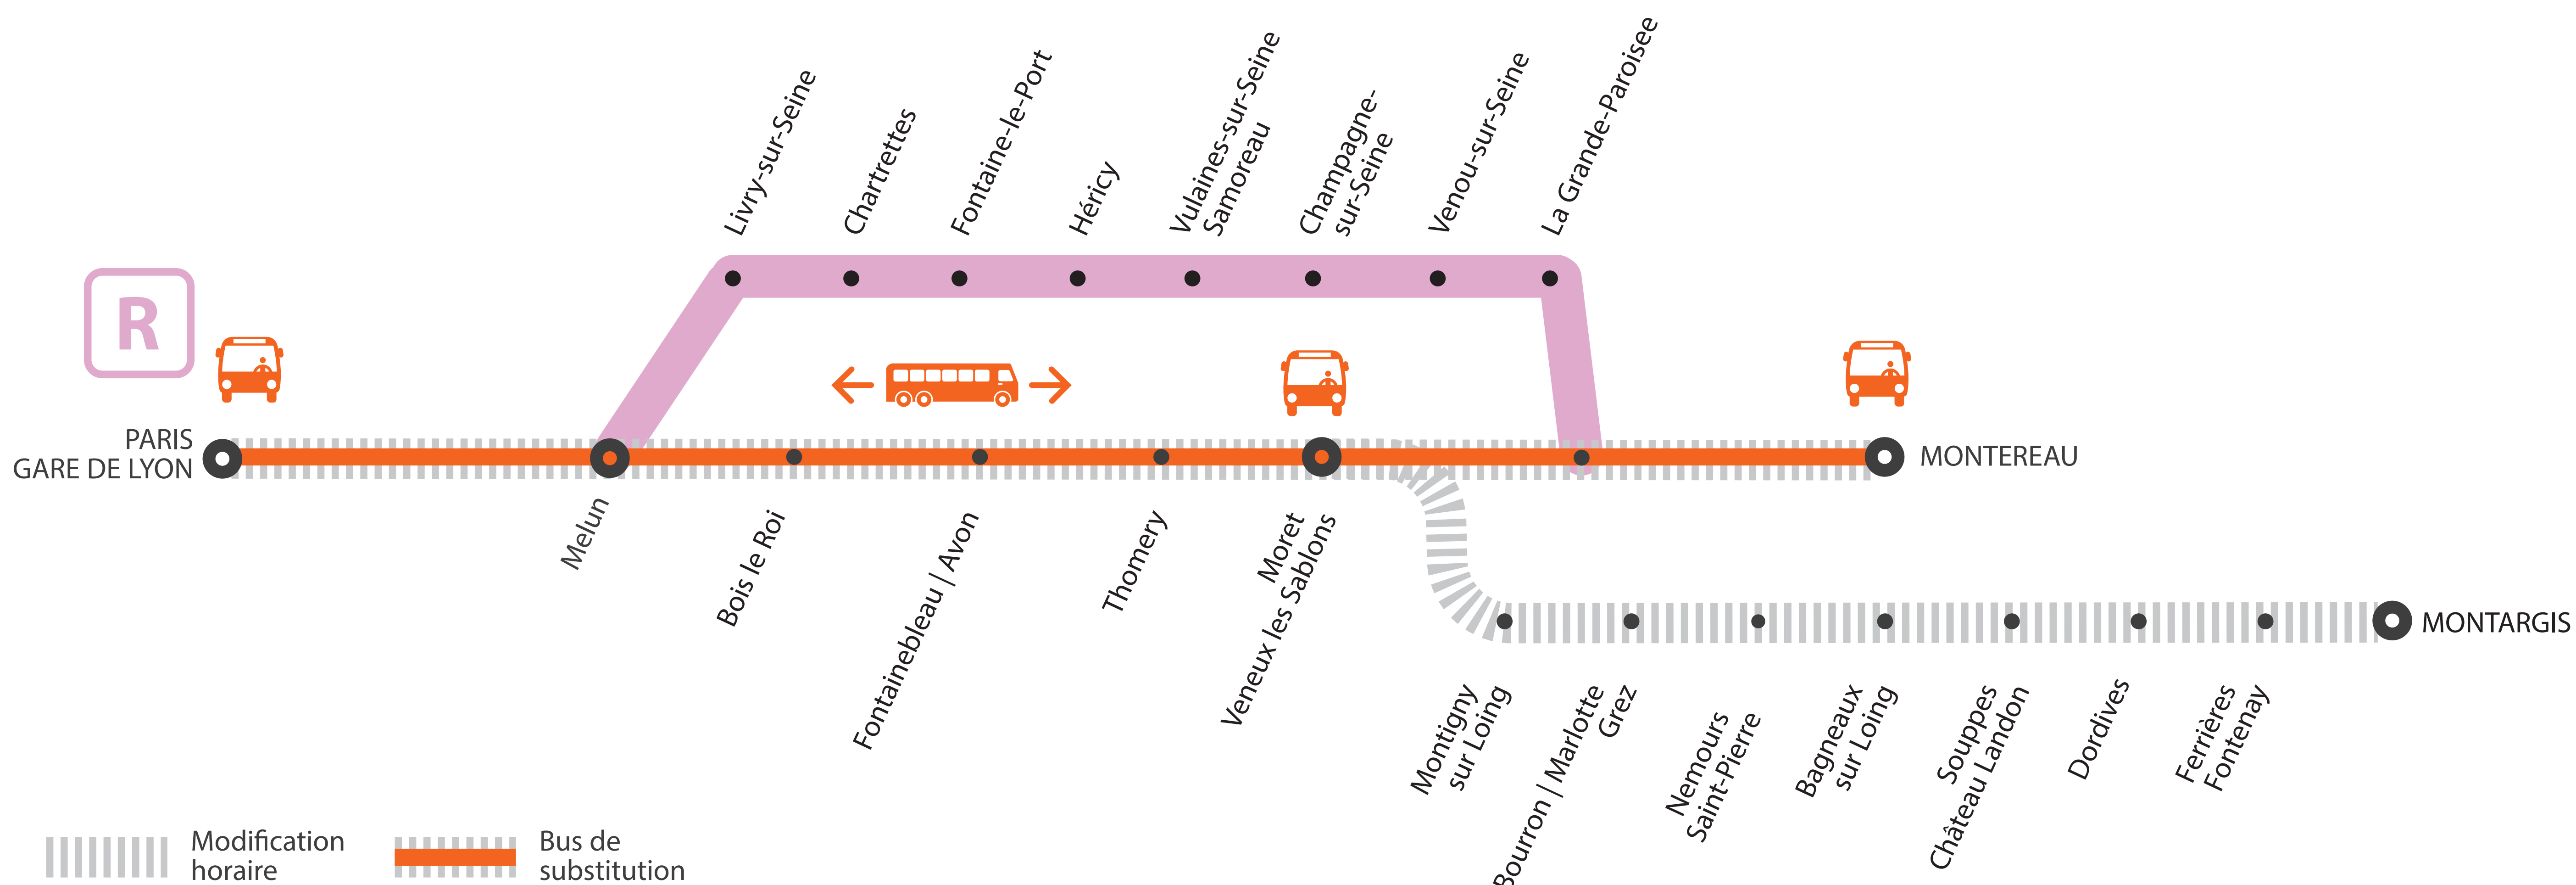 Livry-sur-Seine
Chartrettes
Fontaine-le-Port
Héricy
Vulaines-sur-Seine
Samoreau
Champagne-
sur-Seine
Venou-sur-Seine
La Grande-Paroisee
R
PARIS
GARE DE LYON
MONTEREAU
Melun
Bois le Roi
Fontainebleau | Avon
Thomery
Moret
Veneux les Sablons
MONTARGIS
Montigny
sur Loing
Bourron | Marlotte
Grez
Nemours
Saint-Pierre
Bagneaux
sur Loing
Souppes
Château Landon
Dordives
Ferrières
Fontenay
Modification
horaire
Bus de
substitution